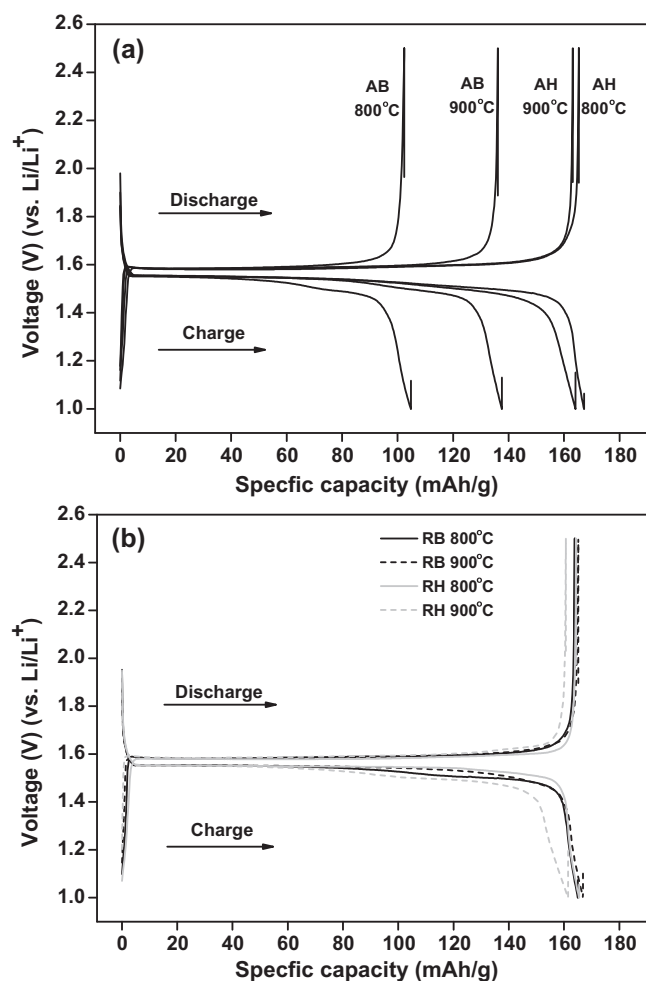 (a)
2.6
2.4
2.2
2.0
1.8
1.6
1.4
1.2
1.0
Voltage (V) (vs. Li/Li⁺)
AB
800°C
AB
900°C
AH
900°C
AH
800°C
Discharge
Charge
0 20 40 60 80 100 120 140 160 180
Specfic capacity (mAh/g)
(b)
2.6
2.4
2.2
2.0
1.8
1.6
1.4
1.2
1.0
Voltage (V) (vs. Li/Li⁺)
RB 800°C
RB 900°C
RH 800°C
RH 900°C
Discharge
Charge
0 20 40 60 80 100 120 140 160 180
Specfic capacity (mAh/g)